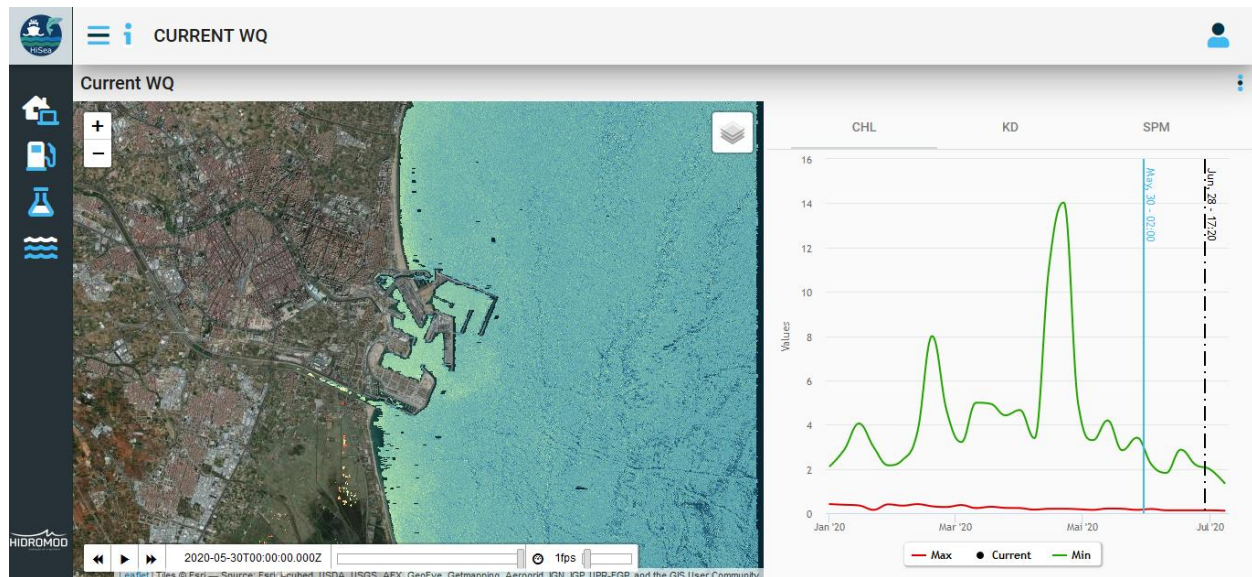 HiSea
CURRENT WQ
Current WQ
+
−
CHL KD SPM
16
14
12
10
8
6
4
2
0
Values
May, 30 - 02:00
Jun, 28 - 17:20
Jan '20 Mar '20 Mai '20 Jul '20
Max Current Min
HIDROMOD
2020-05-30T00:00:00.000Z 1fps
Leaflet | Tiles © Esri — Source: Esri, i-cubed, USDA, USGS, AEX, GeoEye, Getmapping, Aerogrid, IGN, IGP, UPR-EGP, and the GIS User Community